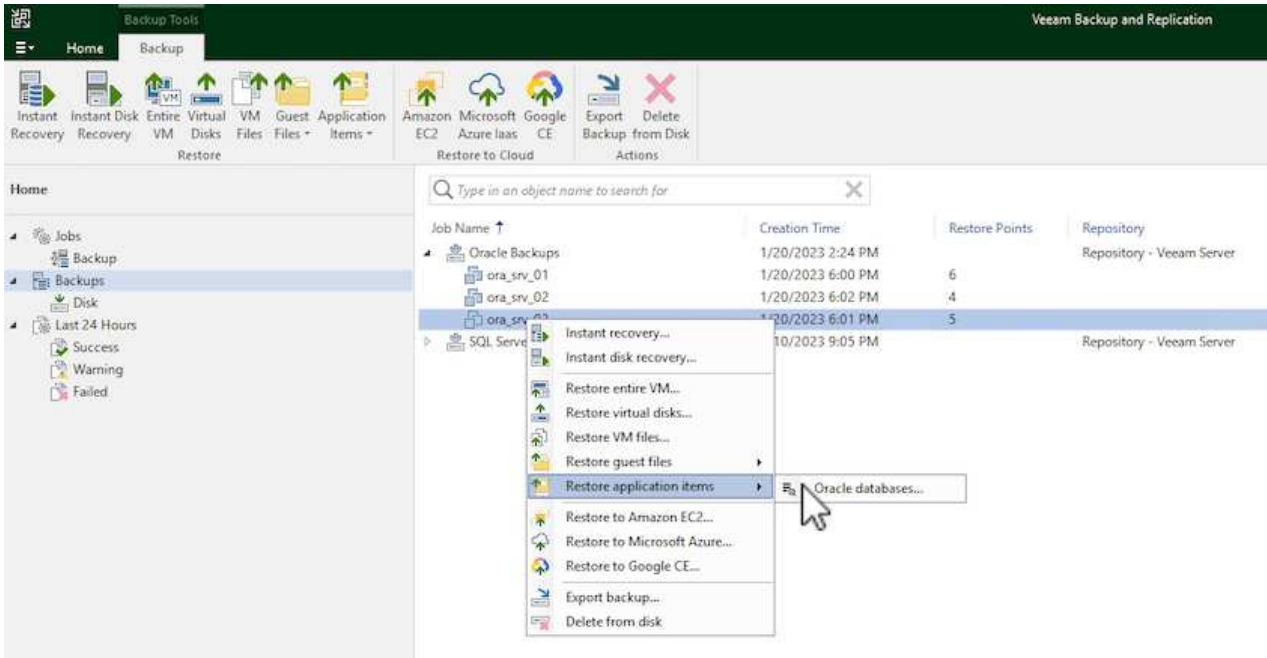 Backup Tools
Veeam Backup and Replication
Home Backup
Instant Recovery
Instant Disk Recovery
Entire VM
Virtual Disks
VM Files
Guest Files
Application Items
Restore
Amazon EC2
Microsoft Azure Iaas
Google CE
Restore to Cloud
Export Backup
Delete from Disk
Actions
Home
Type in an object name to search for
Jobs
Backup
Backups
Disk
Last 24 Hours
Success
Warning
Failed
Job Name Creation Time Restore Points Repository
Oracle Backups 1/20/2023 2:24 PM Repository - Veeam Server
ora_srv_01 1/20/2023 6:00 PM 6
ora_srv_02 1/20/2023 6:02 PM 4
1/20/2023 6:01 PM 5
SQL Serve 10/2023 9:05 PM Repository - Veeam Server
Instant recovery...
Instant disk recovery...
Restore entire VM...
Restore virtual disks...
Restore VM files...
Restore guest files
Restore application items
Oracle databases...
Restore to Amazon EC2...
Restore to Microsoft Azure...
Restore to Google CE...
Export backup...
Delete from disk